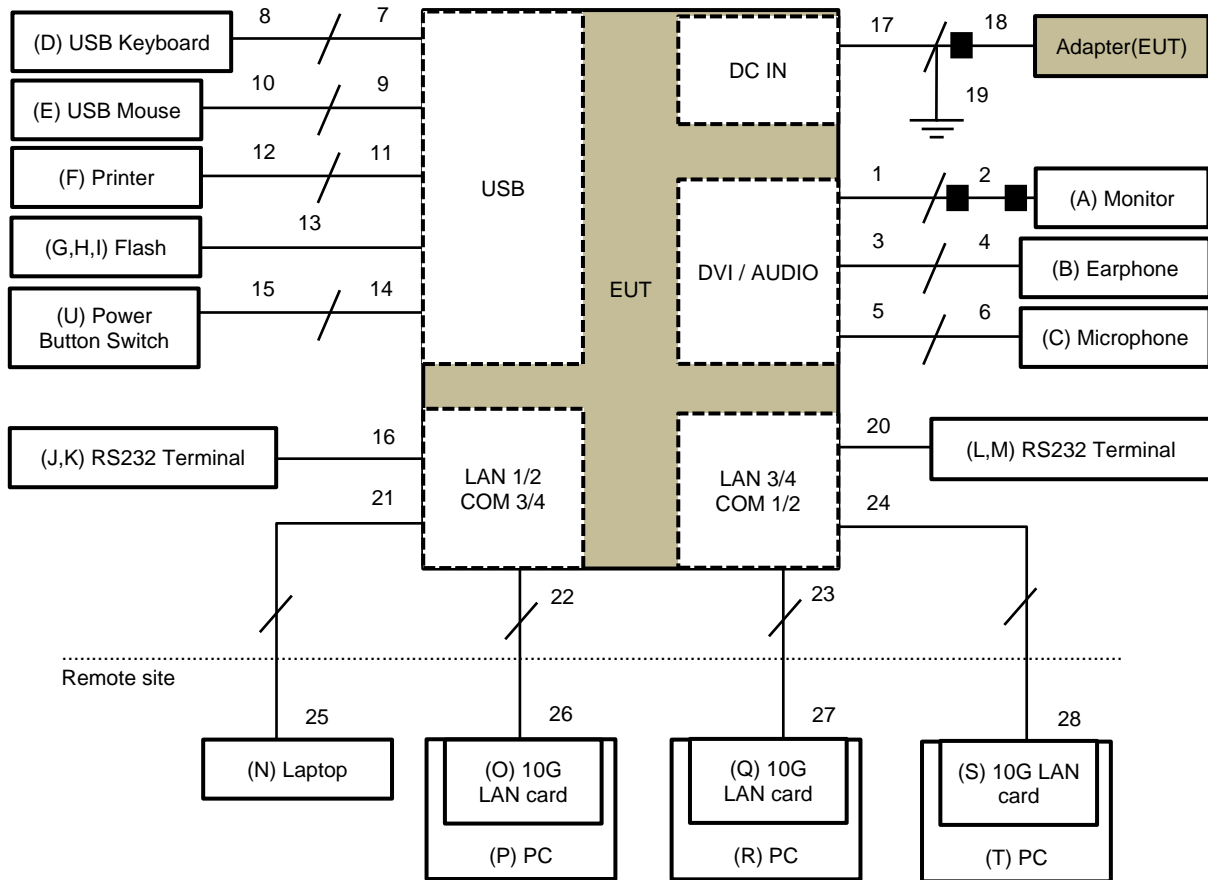 8 7 17 18
(D) USB Keyboard
DC IN
Adapter(EUT)
10 9 19
(E) USB Mouse
12 11
(F) Printer
USB
1 2
(A) Monitor
13
(G,H,I) Flash
3 4
DVI / AUDIO
(B) Earphone
EUT
15 14
(U) Power
Button Switch
5 6
(C) Microphone
16
(J,K) RS232 Terminal
20
(L,M) RS232 Terminal
LAN 1/2
COM 3/4
LAN 3/4
COM 1/2
21 24
22 23
Remote site
25 26 27 28
(N) Laptop
(O) 10G
LAN card
(P) PC
(Q) 10G
LAN card
(R) PC
(S) 10G LAN
card
(T) PC